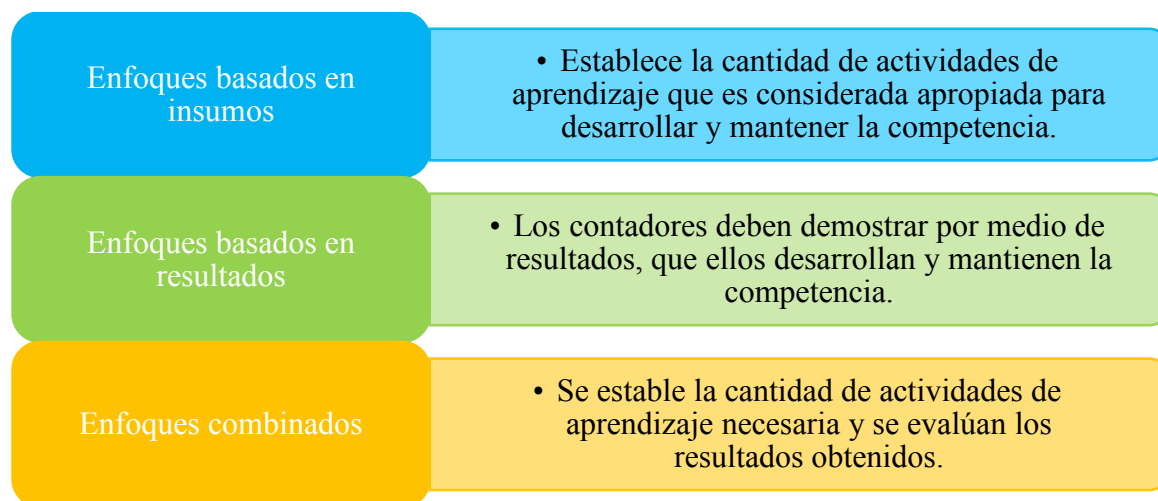 Enfoques basados en
insumos
• Establece la cantidad de actividades de
aprendizaje que es considerada apropiada para
desarrollar y mantener la competencia.
Enfoques basados en
resultados
• Los contadores deben demostrar por medio de
resultados, que ellos desarrollan y mantienen la
competencia.
Enfoques combinados
• Se estable la cantidad de actividades de
aprendizaje necesaria y se evalúan los
resultados obtenidos.